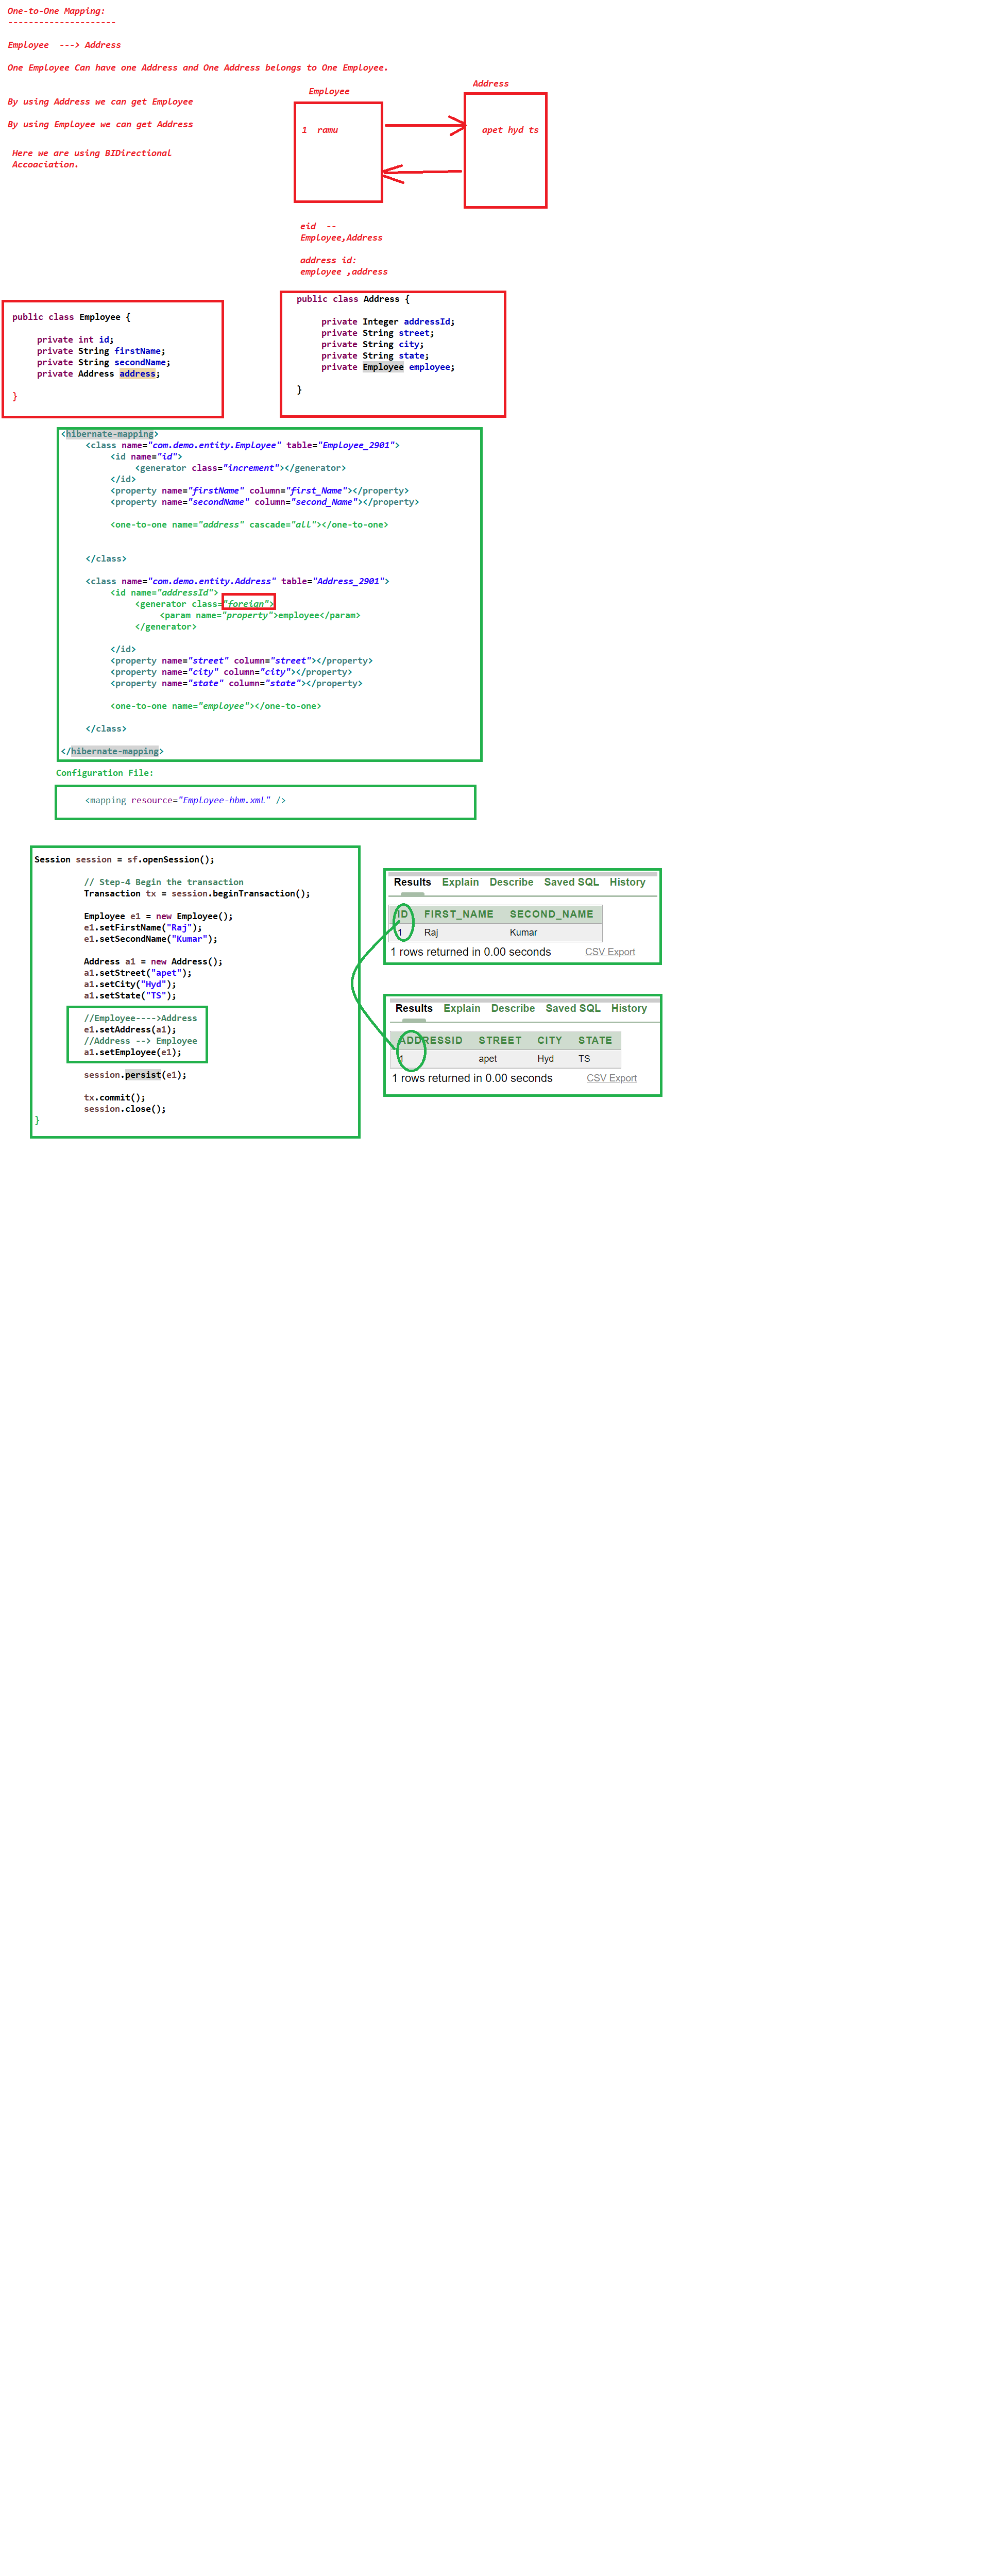 One-to-One Mapping:
---------------------
Employee  ---> Address
One Employee Can have one Address and One Address belongs to One Employee.
By using Address we can get Employee
By using Employee we can get Address
Here we are using BIDirectional
Accoaciation.
Employee
Address
1  ramu
apet hyd ts
eid  --
Employee,Address
address id:
employee ,address
public class Employee {
private int id;
private String firstName;
private String secondName;
private Address address;
}
public class Address {
private Integer addressId;
private String street;
private String city;
private String state;
private Employee employee;
}
<hibernate-mapping>
<class name="com.demo.entity.Employee" table="Employee_2901">
<id name="id">
<generator class="increment"></generator>
</id>
<property name="firstName" column="first_Name"></property>
<property name="secondName" column="second_Name"></property>
<one-to-one name="address" cascade="all"></one-to-one>
</class>
<class name="com.demo.entity.Address" table="Address_2901">
<id name="addressId">
<generator class="foreign">
<param name="property">employee</param>
</generator>
</id>
<property name="street" column="street"></property>
<property name="city" column="city"></property>
<property name="state" column="state"></property>
<one-to-one name="employee"></one-to-one>
</class>
</hibernate-mapping>
Configuration File:
<mapping resource="Employee-hbm.xml" />
Session session = sf.openSession();
// Step-4 Begin the transaction
Transaction tx = session.beginTransaction();
Employee e1 = new Employee();
e1.setFirstName("Raj");
e1.setSecondName("Kumar");
Address a1 = new Address();
a1.setStreet("apet");
a1.setCity("Hyd");
a1.setState("TS");
//Employee---->Address
e1.setAddress(a1);
//Address --> Employee
a1.setEmployee(e1);
session.persist(e1);
tx.commit();
session.close();
}
Results Explain Describe Saved SQL History
ID FIRST_NAME SECOND_NAME
1 Raj Kumar
1 rows returned in 0.00 seconds CSV Export
Results Explain Describe Saved SQL History
ADDRESSID STREET CITY STATE
1 apet Hyd TS
1 rows returned in 0.00 seconds CSV Export